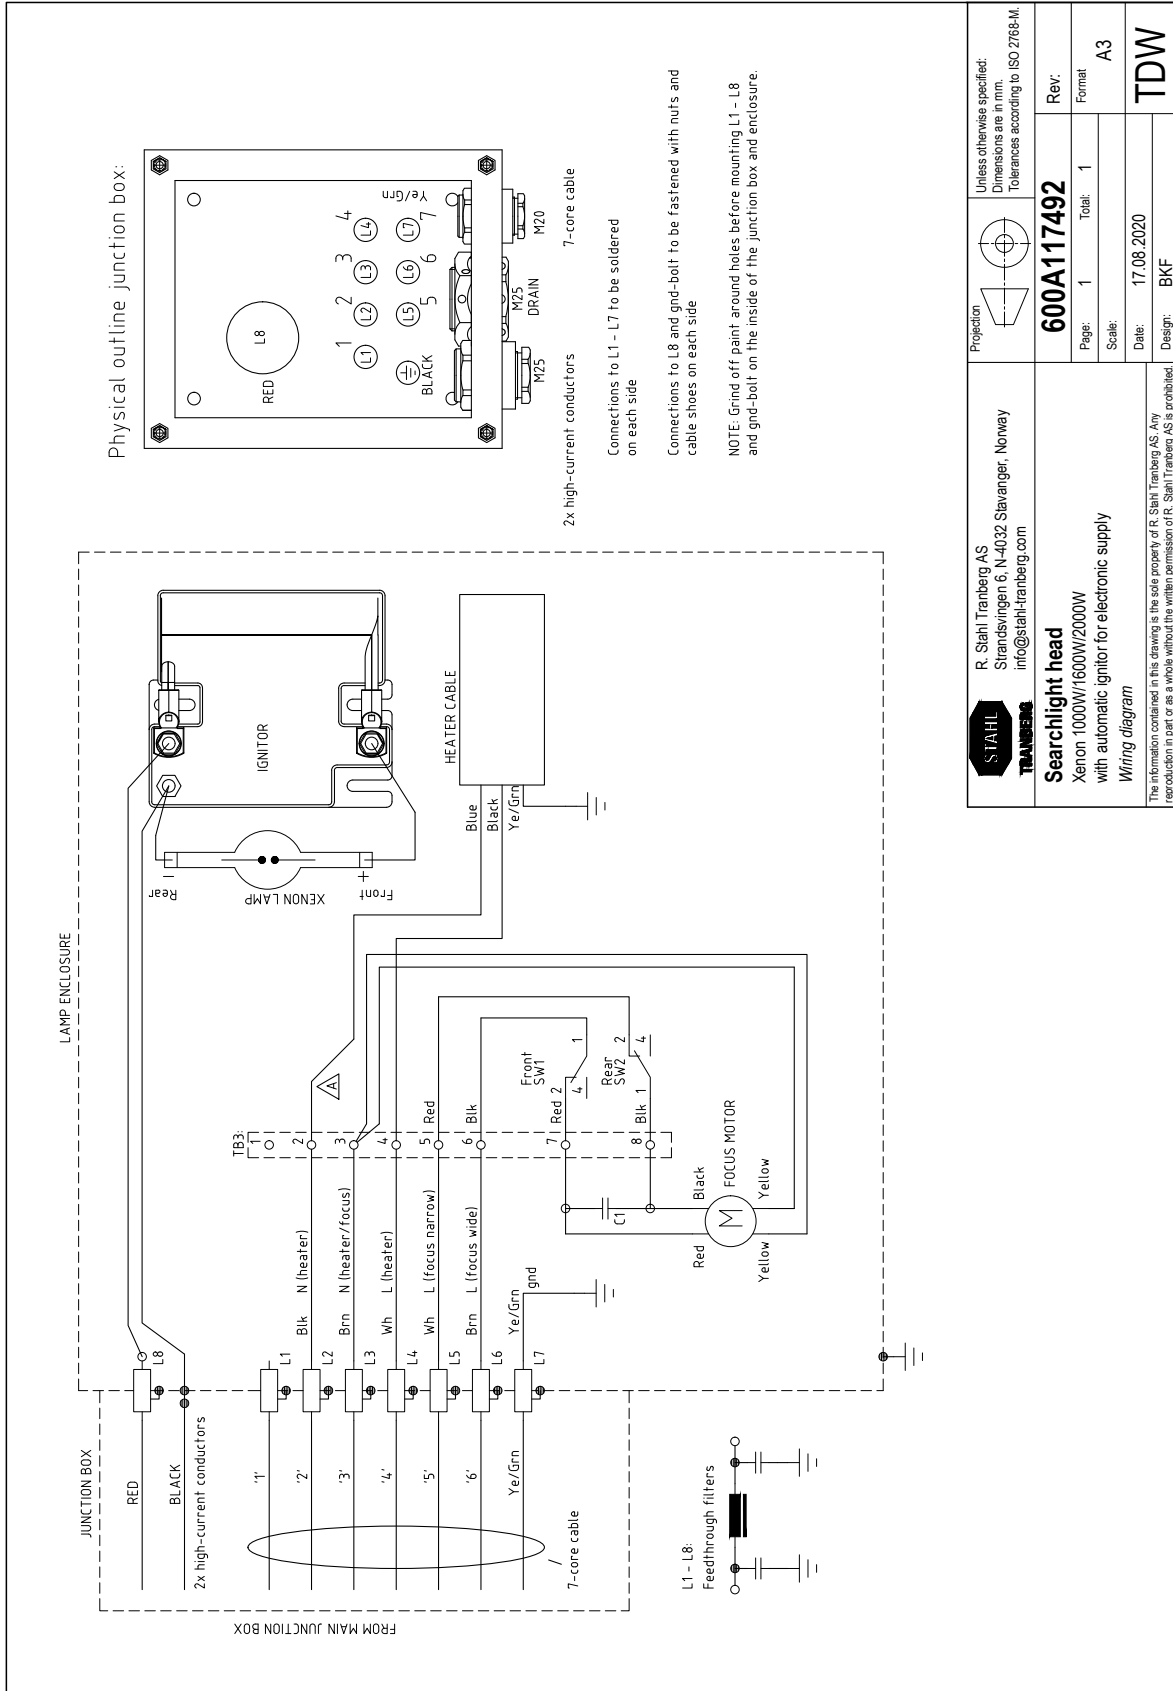 LAMP ENCLOSURE
JUNCTION BOX
FROM MAIN JUNCTION BOX
RED
BLACK
2x high-current conductors
L8
'1'
'2'
'3'
'4'
'5'
'6'
Ye/Grn
7-core cable
L1
L2
L3
L4
L5
L6
L7
Blk N (heater)
Brn N (heater/focus)
Wh L (heater)
Wh L (focus narrow)
Brn L (focus wide)
Ye/Grn
gnd
TB3:
1
2
3
4
5
6
7
8
A
Red
Blk
Red
Blk
Front
SW1
2
4
1
Rear
SW2
1
2
4
C1
M
FOCUS MOTOR
Red
Black
Yellow
Yellow
Rear
-
XENON LAMP
+
Front
IGNITOR
HEATER CABLE
Blue
Black
Ye/Grn
L1 - L8:
Feedthrough filters
Physical outline junction box:
RED
L8
1
2
3
4
L1
L2
L3
L4
BLACK
L5
L6
L7
5
6
7
Ye/Grn
M25
M25
DRAIN
M20
2x high-current conductors
7-core cable
Connections to L1 - L7 to be soldered
on each side
Connections to L8 and gnd-bolt to be fastened with nuts and
cable shoes on each side
NOTE: Grind off paint around holes before mounting L1 - L8
and gnd-bolt on the inside of the junction box and enclosure.
STAHL
TRANBERG
R. Stahl Tranberg AS
Strandsvingen 6, N-4032 Stavanger, Norway
info@stahl-tranberg.com
Projection
Unless otherwise specified:
Dimensions are in mm.
Tolerances according to ISO 2768-M.
Searchlight head
Xenon 1000W/1600W/2000W
with automatic ignitor for electronic supply
Wiring diagram
600A117492
Rev:
Page: 1 Total: 1
Format
A3
Scale:
Date: 17.08.2020
Design: BKF
TDW
The information contained in this drawing is the sole property of R. Stahl Tranberg AS. Any
reproduction in part or as a whole without the written permission of R. Stahl Tranberg AS is prohibited.